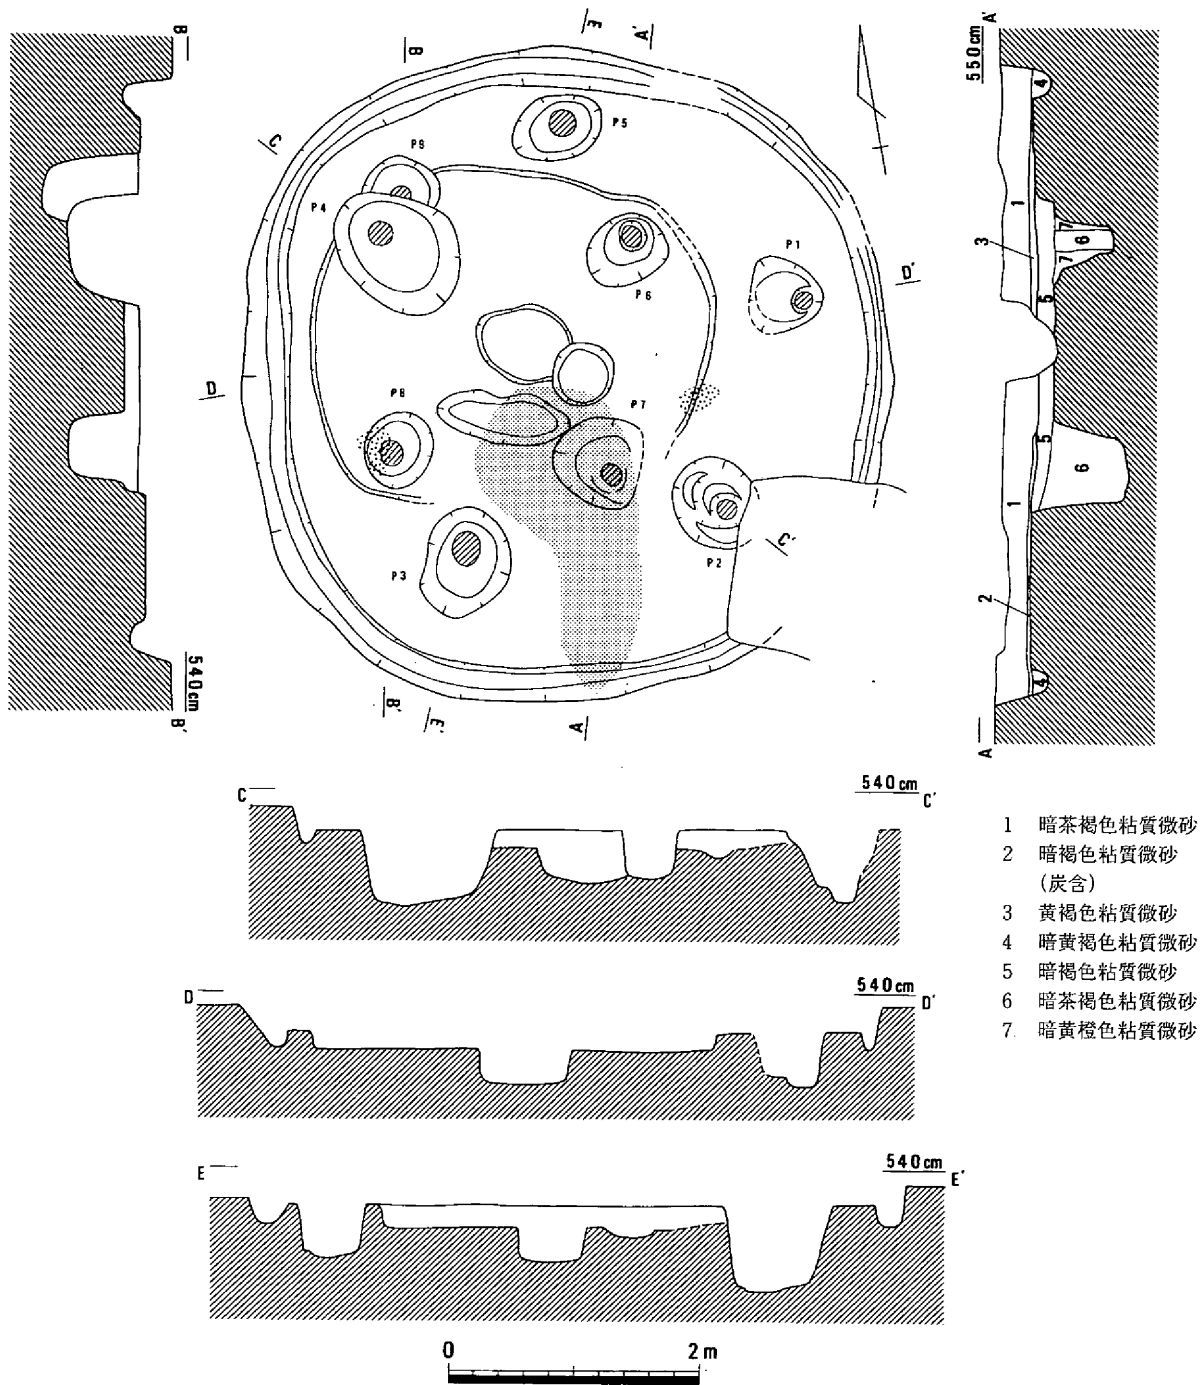 B
B
E
A'
A'
550cm
C
P5
P9
P4
P6
P1
D'
D
P8
P7
P3
P2
C'
540cm
B'
B'
E'
A
A
4
1
3
7
6
7
5
5
6
1
2
4
C
540cm
C'
D
540cm
D'
E
540cm
E'
0
2m
1 暗茶褐色粘質微砂
2 暗褐色粘質微砂
(炭含)
3 黄褐色粘質微砂
4 暗黄褐色粘質微砂
5 暗褐色粘質微砂
6 暗茶褐色粘質微砂
7. 暗黄橙色粘質微砂